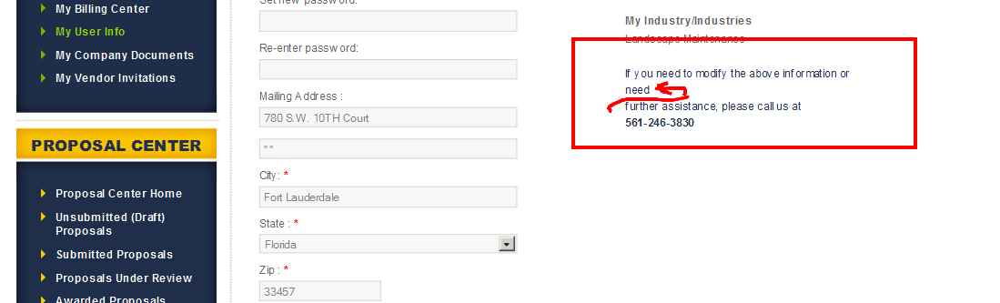 My Billing Center
My User Info
My Company Documents
My Vendor Invitations
PROPOSAL CENTER
Proposal Center Home
Unsubmitted (Draft)
Proposals
Submitted Proposals
Proposals Under Review
Awarded Proposals
Set new password:
Re-enter password:
Mailing Address :
780 S.W. 10TH Court
""
City: *
Fort Lauderdale
State : *
Florida
Zip : *
33457
My Industry/Industries
Landscape Maintenance
If you need to modify the above information or
need
further assistance, please call us at
561-246-3830